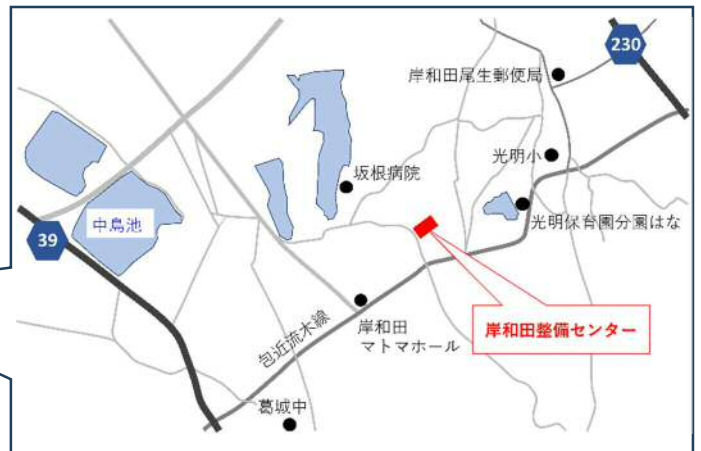 230
岸和田尾生郵便局
光明小
坂根病院
光明保育園分園はな
中島池
39
岸和田整備センター
包近流木線
岸和田
マトマホール
葛城中